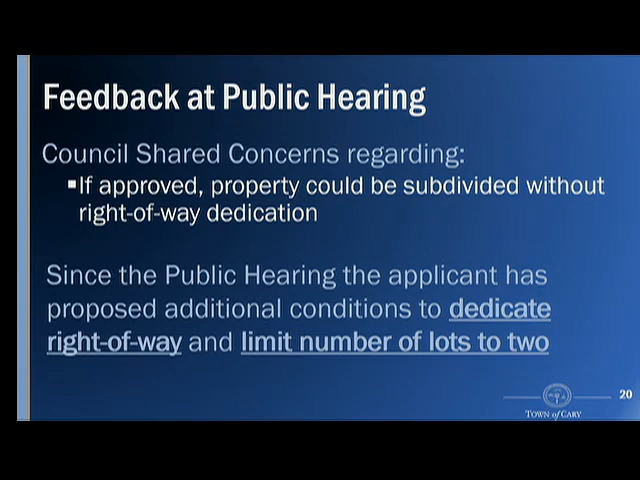 Feedback at Public Hearing
Council Shared Concerns regarding:
▪If approved, property could be subdivided without
right-of-way dedication
Since the Public Hearing the applicant has
proposed additional conditions to dedicate
right-of-way and limit number of lots to two
20
TOWN of CARY